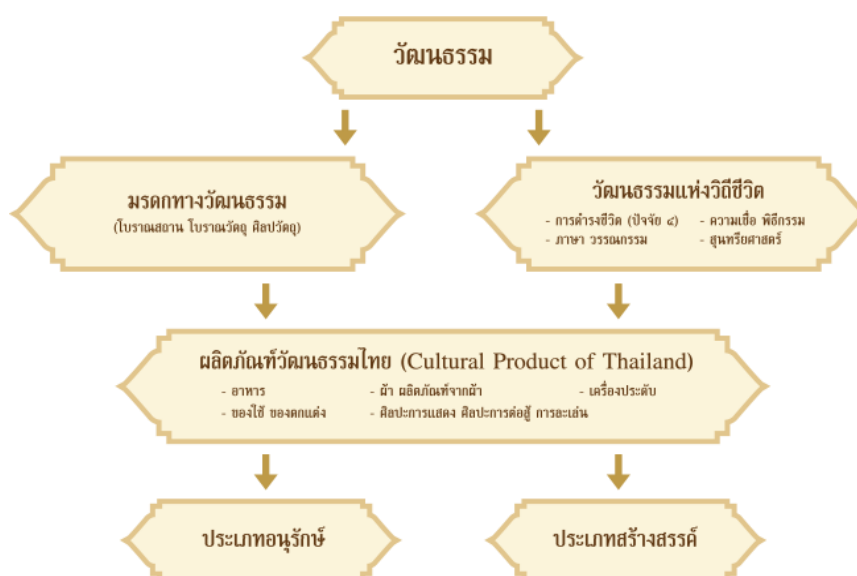 วัฒนธรรม
มรดกทางวัฒนธรรม
(โบราณสถาน โบราณวัตถุ ศิลปวัตถุ)
วัฒนธรรมแห่งวิถีชีวิต
- การดำรงชีวิต (ปัจจัย ๔) - ความเชื่อ พิธีกรรม
- ภาษา วรรณกรรม - สุนทรียศาสตร์
ผลิตภัณฑ์วัฒนธรรมไทย (Cultural Product of Thailand)
- อาหาร - ผ้า ผลิตภัณฑ์จากผ้า - เครื่องประดับ
- ของใช้ ของตกแต่ง - ศิลปะการแสดง ศิลปะการต่อสู้ การละเล่น
ประเภทอนุรักษ์
ประเภทสร้างสรรค์